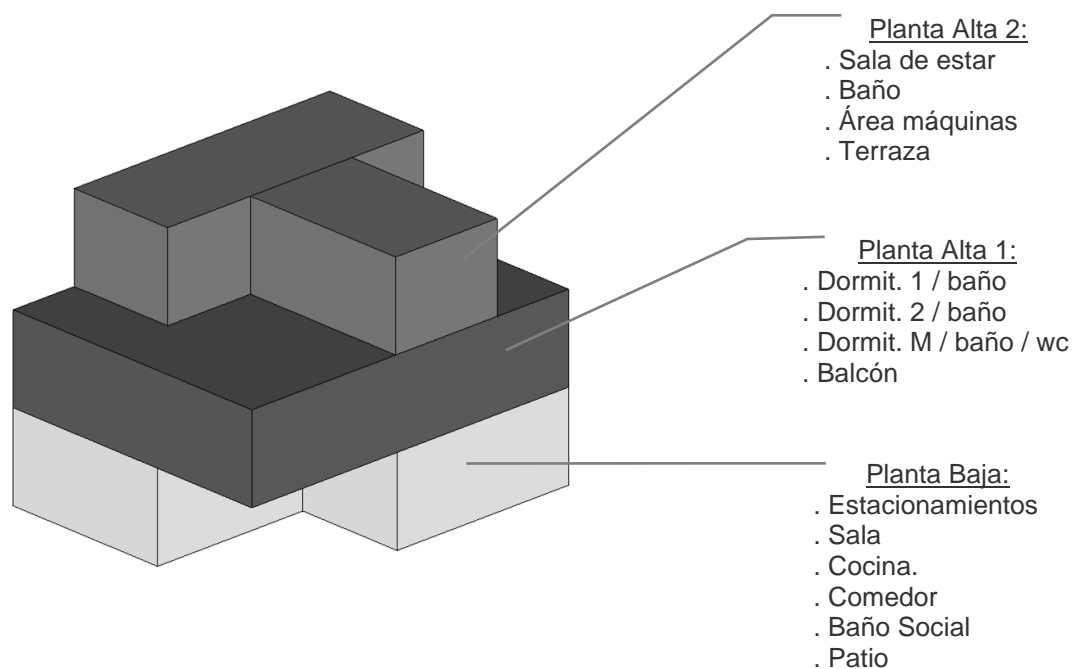 Planta Alta 2:
. Sala de estar
. Baño
. Área máquinas
. Terraza
Planta Alta 1:
. Dormit. 1 / baño
. Dormit. 2 / baño
. Dormit. M / baño / wc
. Balcón
Planta Baja:
. Estacionamientos
. Sala
. Cocina.
. Comedor
. Baño Social
. Patio